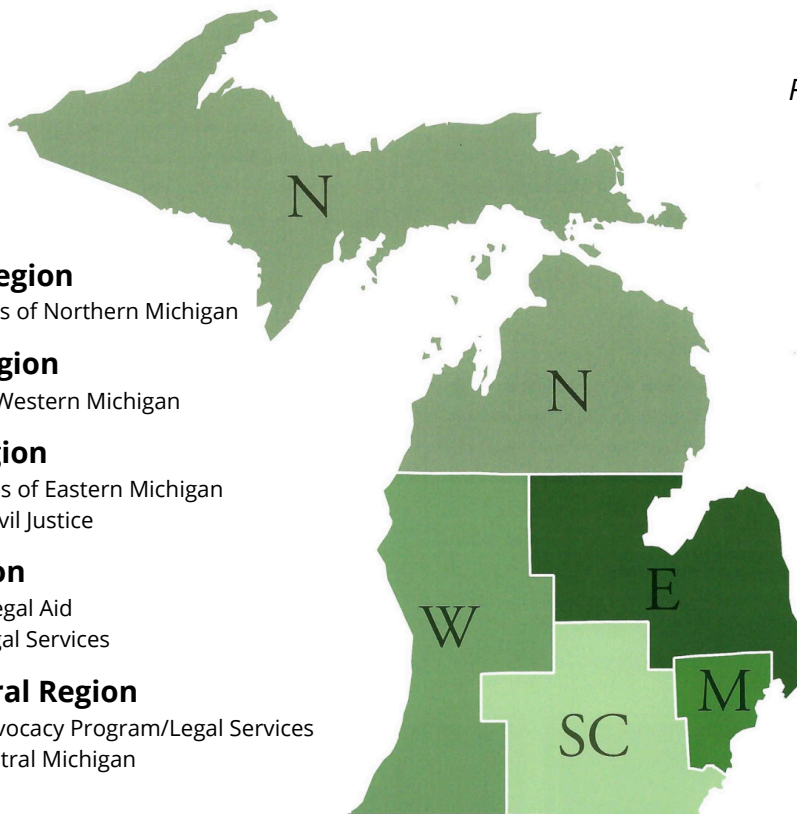 P
N
egion
s of Northern Michigan
gion
Western Michigan
N
ion
s of Eastern Michigan
vil Justice
on
egal Aid
gal Services
E
W
ral Region
vocacy Program/Legal Services
tral Michigan
M
SC